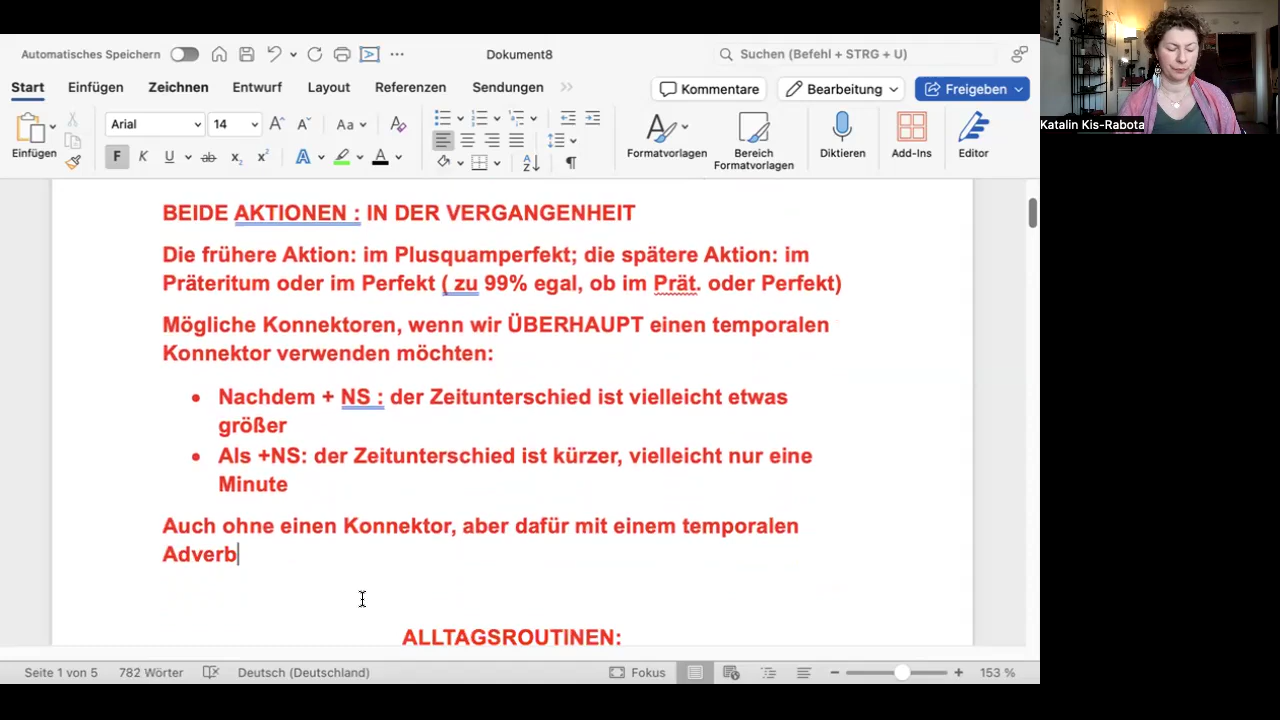 Automatisches Speichern
Dokument8
Suchen (Befehl + STRG + U)
Start Einfügen Zeichnen Entwurf Layout Referenzen Sendungen
Kommentare Bearbeitung Freigeben
Arial 14
Aa
Einfügen
F K U ab x₂ x² A A
Formatvorlagen
Bereich
Formatvorlagen
Diktieren
Add-Ins
Editor
Katalin Kis-Rabota
BEIDE AKTIONEN : IN DER VERGANGENHEIT
Die frühere Aktion: im Plusquamperfekt; die spätere Aktion: im
Präteritum oder im Perfekt ( zu 99% egal, ob im Prät. oder Perfekt)
Mögliche Konnektoren, wenn wir ÜBERHAUPT einen temporalen
Konnektor verwenden möchten:
• Nachdem + NS : der Zeitunterschied ist vielleicht etwas
größer
• Als +NS: der Zeitunterschied ist kürzer, vielleicht nur eine
Minute
Auch ohne einen Konnektor, aber dafür mit einem temporalen
Adverb
ALLTAGSROUTINEN:
Seite 1 von 5 782 Wörter Deutsch (Deutschland) Fokus 153 %